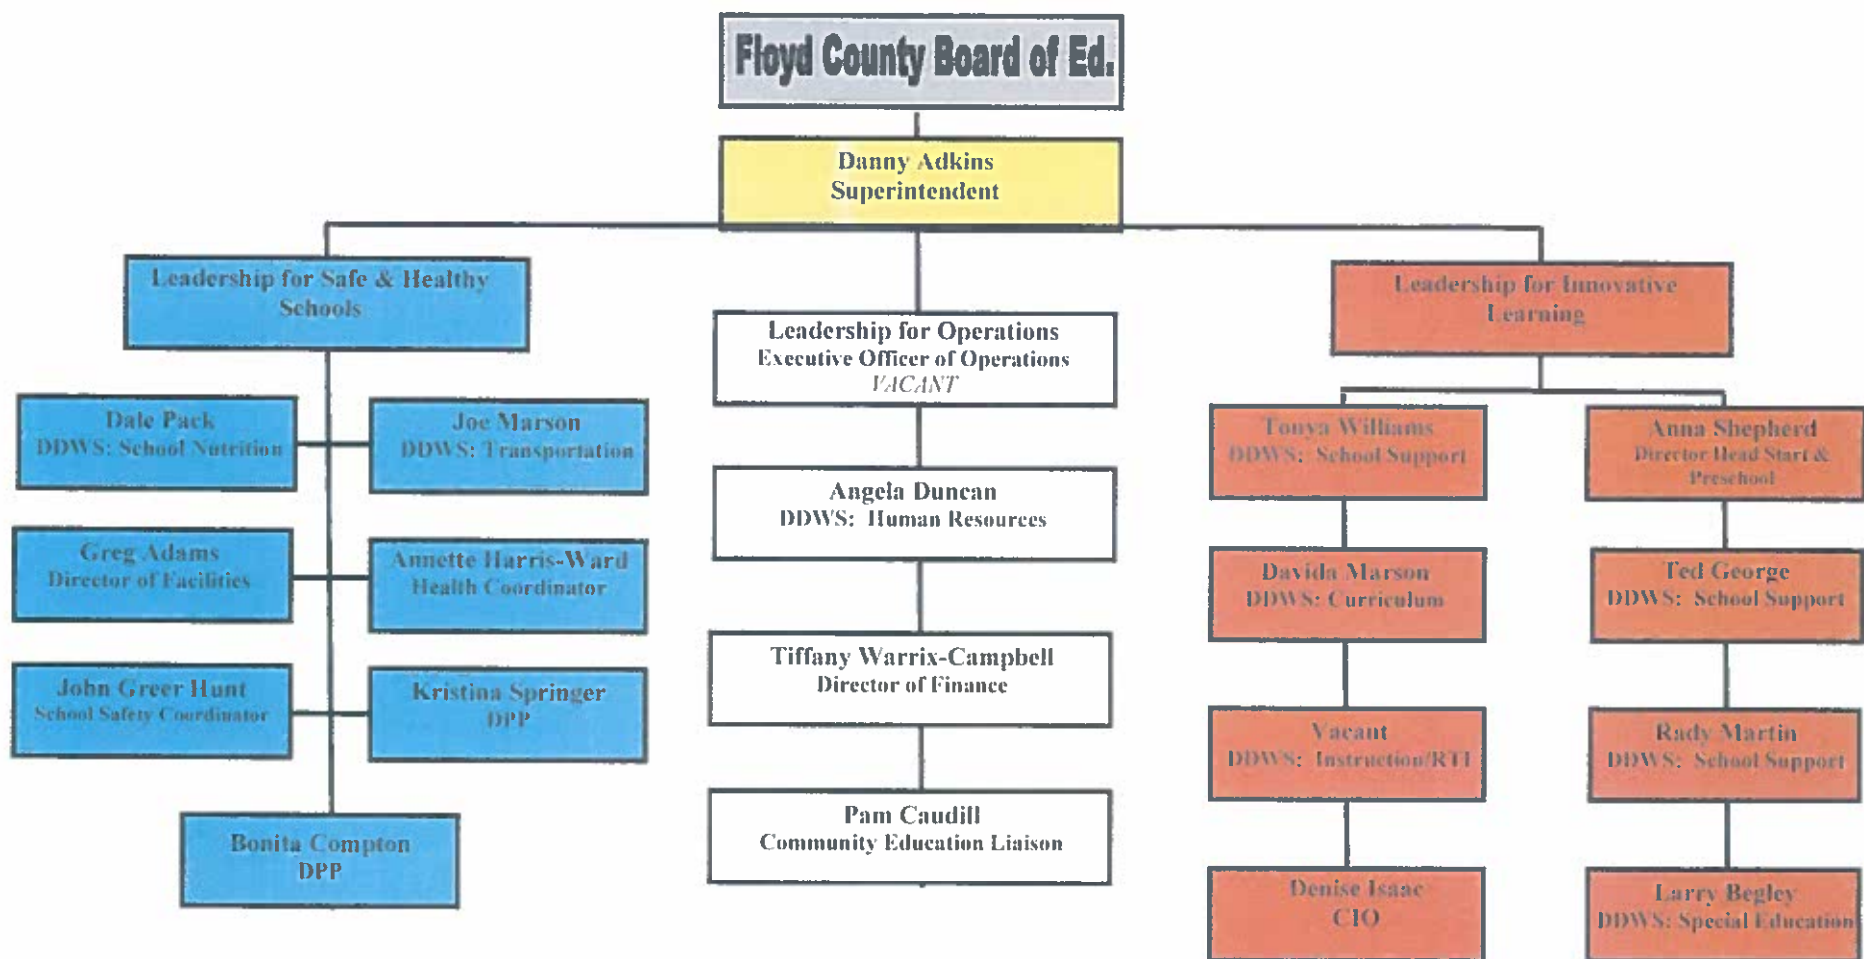 Floyd County Board of Ed.
Danny Adkins
Superintendent
Leadership for Safe & Healthy
Schools
Dale Pack
DDWS: School Nutrition
Joe Marson
DDWS: Transportation
Greg Adams
Director of Facilities
Annette Harris-Ward
Health Coordinator
John Greer Hunt
School Safety Coordinator
Kristina Springer
DPP
Bonita Compton
DPP
Leadership for Operations
Executive Officer of Operations
VACANT
Angela Duncan
DDWS: Human Resources
Tiffany Warrix-Campbell
Director of Finance
Pam Caudill
Community Education Liaison
Leadership for Innovative
Learning
Tonya Williams
DDWS: School Support
Davida Marson
DDWS: Curriculum
Vacant
DDWS: Instruction/RTI
Denise Isaac
CIO
Anna Shepherd
Director Head Start &
Preschool
Ted George
DDWS: School Support
Rady Martin
DDWS: School Support
Larry Begley
DDWS: Special Education